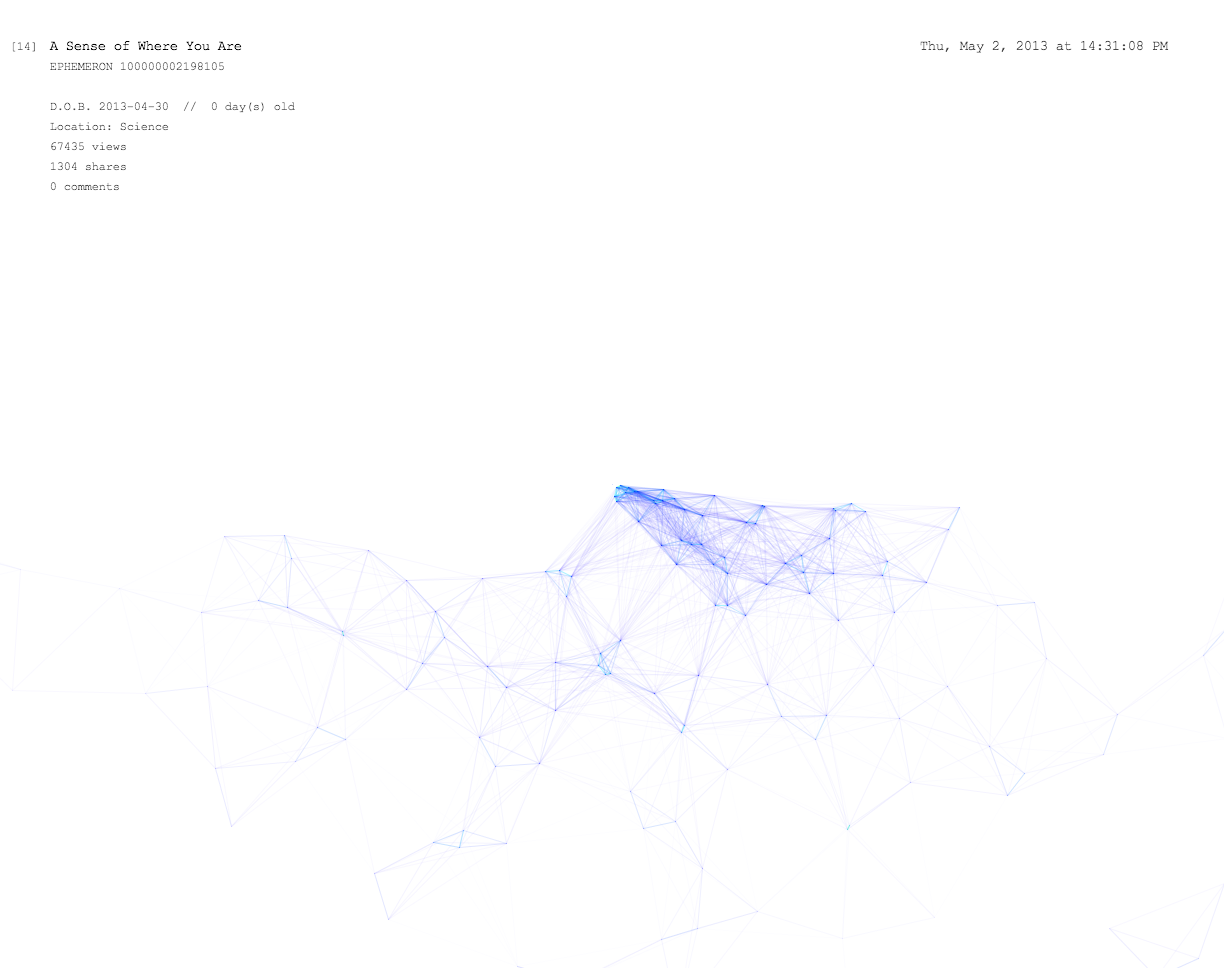 [14] A Sense of Where You Are
Thu, May 2, 2013 at 14:31:08 PM
EPHEMERON 100000002198105
D.O.B. 2013-04-30 // 0 day(s) old
Location: Science
67435 views
1304 shares
0 comments